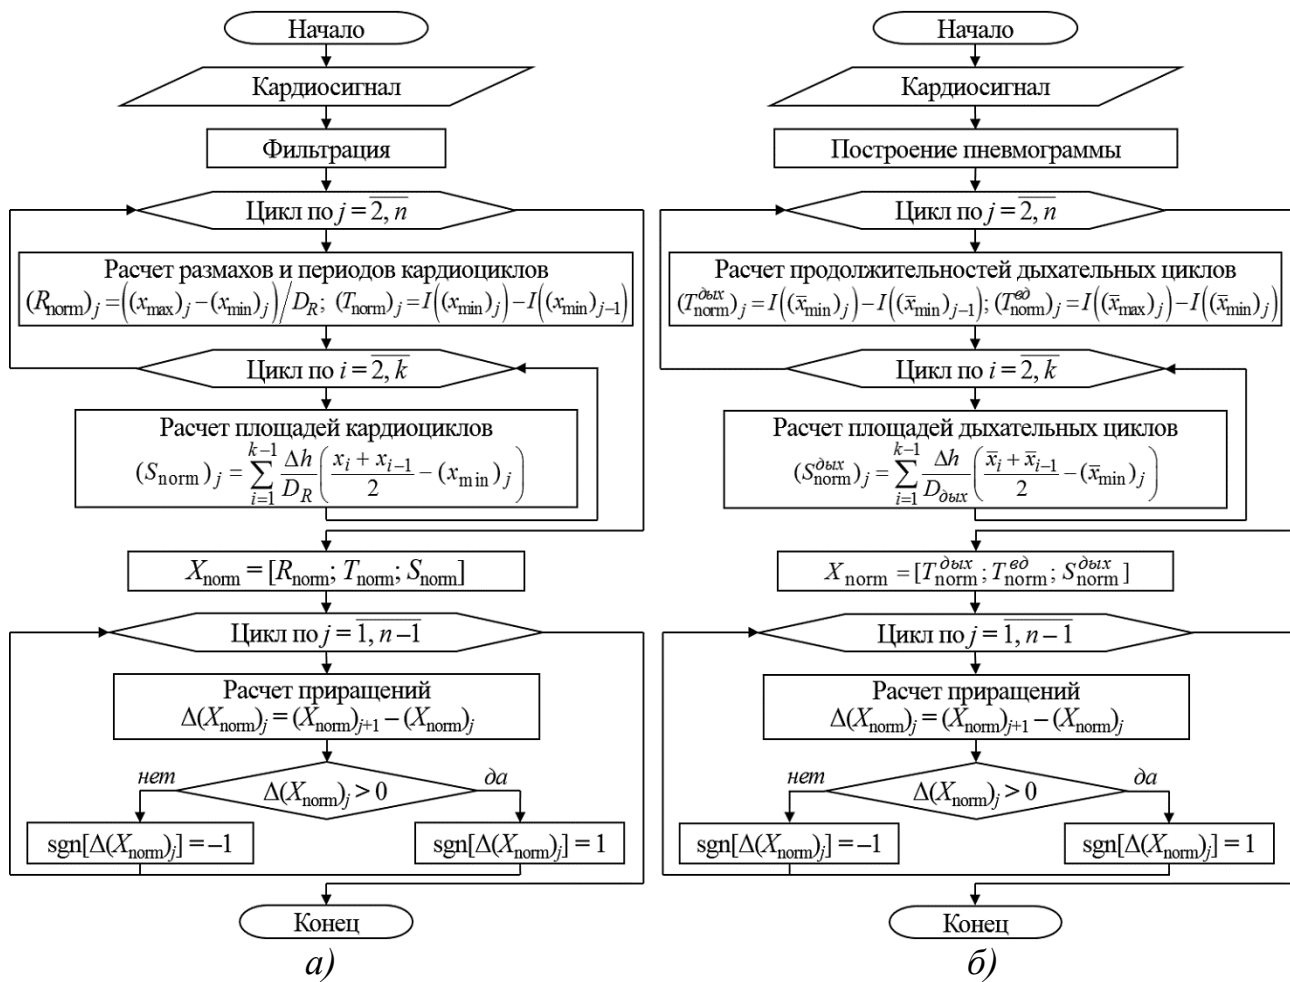 Начало
Кардиосигнал
Фильтрация
Цикл по j = 2, n
Расчет размахов и периодов кардиоциклов
(R_norm)_j = ((x_max)_j − (x_min)_j)/D_R; (T_norm)_j = I((x_min)_j) − I((x_min)_{j−1})
Цикл по i = 2, k
Расчет площадей кардиоциклов
(S_norm)_j = ∑_{i=1}^{k−1} Δh/D_R ((x_i + x_{i−1})/2 − (x_min)_j)
X_norm = [R_norm; T_norm; S_norm]
Цикл по j = 1, n−1
Расчет приращений
Δ(X_norm)_j = (X_norm)_{j+1} − (X_norm)_j
нет
да
Δ(X_norm)_j > 0
sgn[Δ(X_norm)_j] = −1
sgn[Δ(X_norm)_j] = 1
Конец
а)
Начало
Кардиосигнал
Построение пневмограммы
Цикл по j = 2, n
Расчет продолжительностей дыхательных циклов
(T_norm^дых)_j = I((x̄_min)_j) − I((x̄_min)_{j−1}); (T_norm^вд)_j = I((x̄_max)_j) − I((x̄_min)_j)
Цикл по i = 2, k
Расчет площадей дыхательных циклов
(S_norm^дых)_j = ∑_{i=1}^{k−1} Δh/D_дых ((x̄_i + x̄_{i−1})/2 − (x̄_min)_j)
X_norm = [T_norm^дых; T_norm^вд; S_norm^дых]
Цикл по j = 1, n−1
Расчет приращений
Δ(X_norm)_j = (X_norm)_{j+1} − (X_norm)_j
нет
да
Δ(X_norm)_j > 0
sgn[Δ(X_norm)_j] = −1
sgn[Δ(X_norm)_j] = 1
Конец
б)